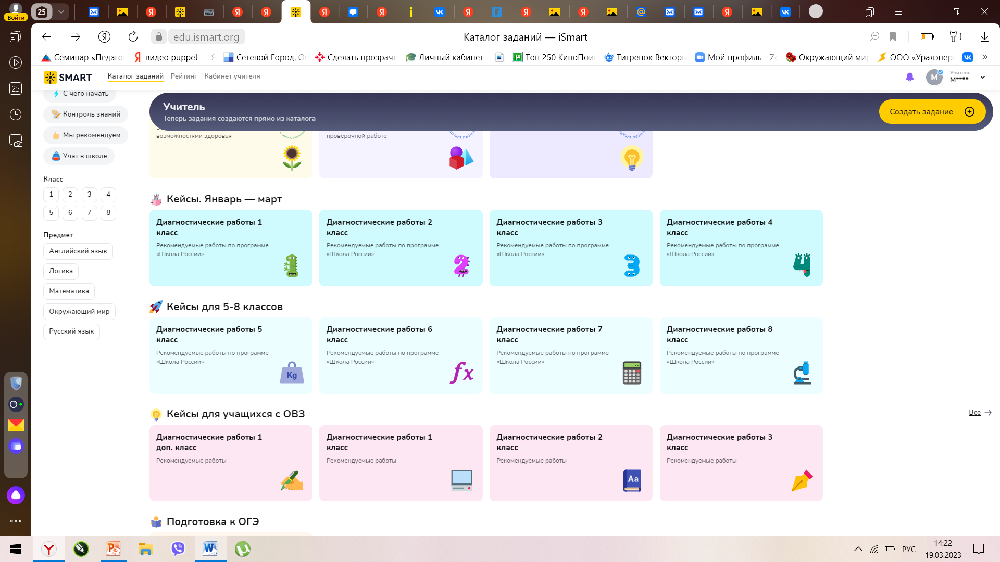 Войти
25
edu.ismart.org
Каталог заданий — iSmart
Семинар «Педаго
видео puppet — Я
Сетевой Город. О
Сделать прозрачн
Личный кабинет
Топ 250 КиноПои
Тигренок Векторь
Мой профиль - Zo
Окружающий мир
ООО «Уралэнерг
SMART
Каталог заданий
Рейтинг
Кабинет учителя
M
Учитель
М****
25
С чего начать
Контроль знаний
Мы рекомендуем
Учат в школе
Класс
1 2 3 4
5 6 7 8
Предмет
Английский язык
Логика
Математика
Окружающий мир
Русский язык
Учитель
Теперь задания создаются прямо из каталога
Создать задание
возможностями здоровья
проверочной работе
Кейсы. Январь — март
Диагностические работы 1
класс
Рекомендуемые работы по программе
«Школа России»
Диагностические работы 2
класс
Рекомендуемые работы по программе
«Школа России»
Диагностические работы 3
класс
Рекомендуемые работы по программе
«Школа России»
Диагностические работы 4
класс
Рекомендуемые работы по программе
«Школа России»
Кейсы для 5-8 классов
Диагностические работы 5
класс
Рекомендуемые работы по программе
«Школа России»
Kg
Диагностические работы 6
класс
Рекомендуемые работы по программе
«Школа России»
fx
Диагностические работы 7
класс
Рекомендуемые работы по программе
«Школа России»
Диагностические работы 8
класс
Рекомендуемые работы по программе
«Школа России»
Кейсы для учащихся с ОВЗ
Все
Диагностические работы 1
доп. класс
Рекомендуемые работы
Диагностические работы 1
класс
Рекомендуемые работы
Диагностические работы 2
класс
Рекомендуемые работы
Aa
Диагностические работы 3
класс
Рекомендуемые работы
Подготовка к ОГЭ
РУС
14:22
19.03.2023